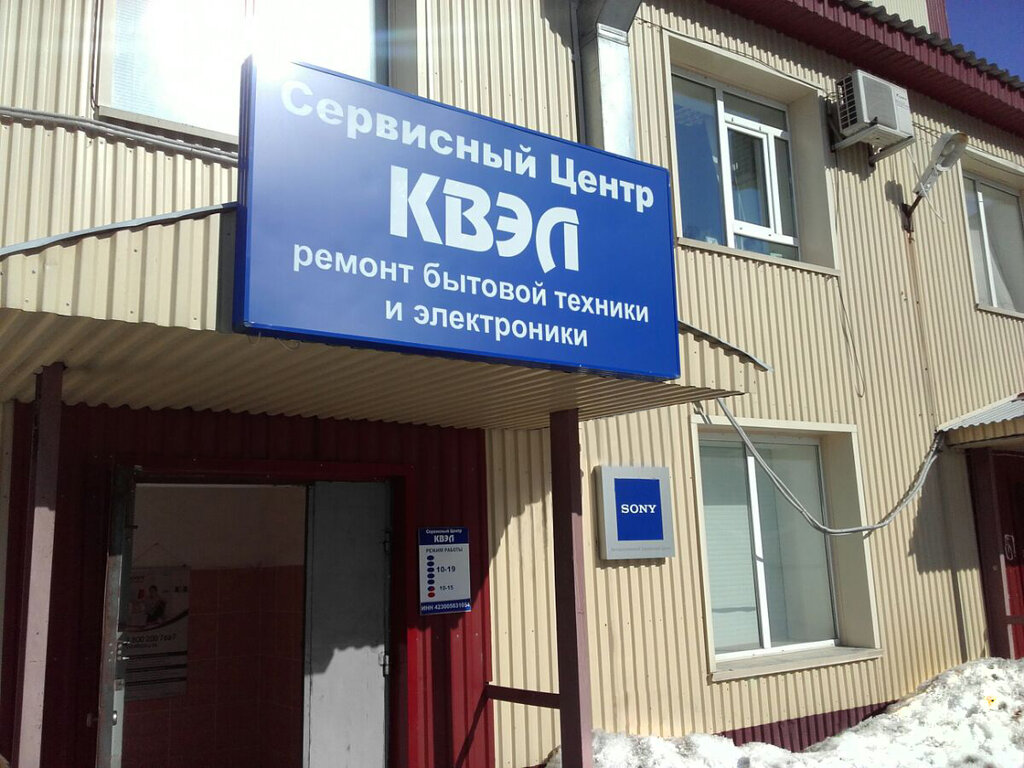 Сервисный Центр
КВЭЛ
ремонт бытовой техники
и электроники
SONY
Сервисный Центр
КВЭЛ
РЕЖИМ РАБОТЫ
10-19
10-15